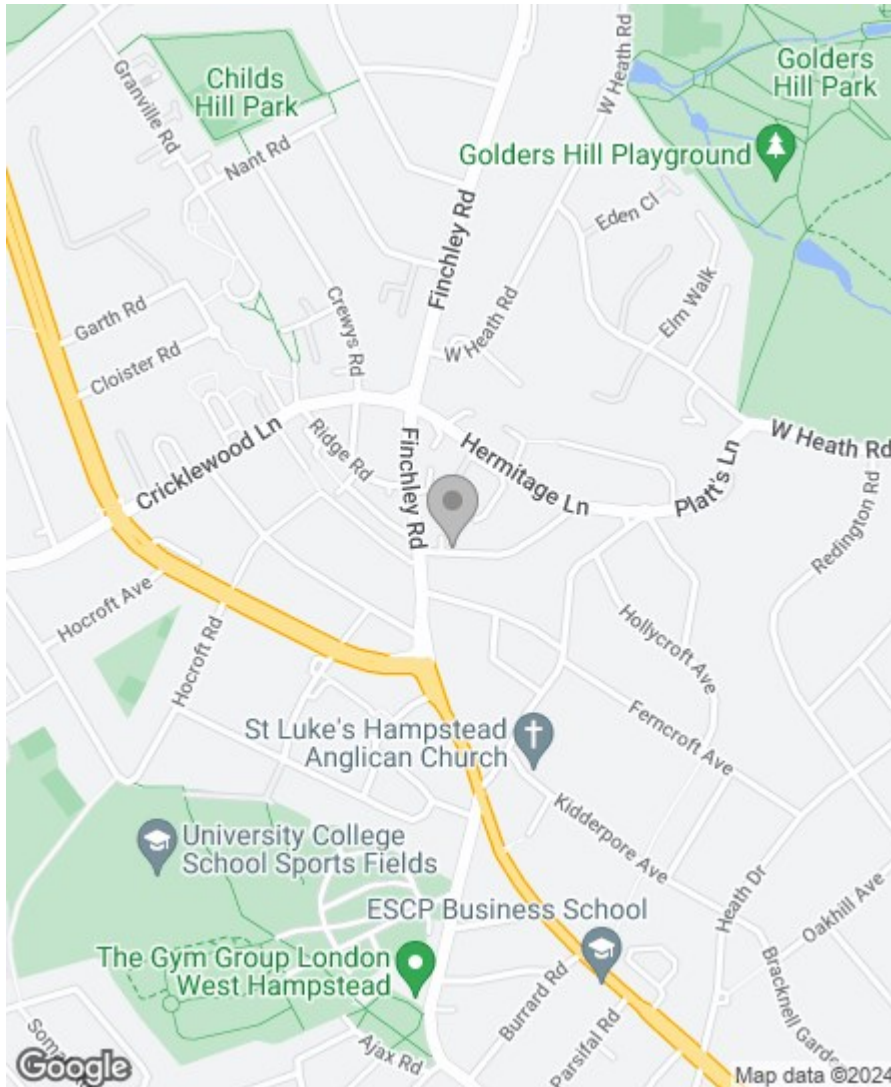 Golders
Hill Park
Childs
Hill Park
Granville Rd
Nant Rd
W Heath Rd
Golders Hill Playground
Finchley Rd
Eden Cl
Elm Walk
Garth Rd
Crewys Rd
W Heath Rd
Cloister Rd
Ridge Rd
Cricklewood Ln
Finchley Rd
Hermitage Ln
Platt's Ln
W Heath Rd
Redington Rd
Hocroft Ave
Hocroft Rd
Hollycroft Ave
Ferncroft Ave
St Luke's Hampstead
Anglican Church
Kidderpore Ave
University College
School Sports Fields
Heath Dr
Oakhill Ave
ESCP Business School
The Gym Group London
West Hampstead
Burrard Rd
Parsifal Rd
Bracknell Garde
Ajax Rd
Google
Map data ©2024